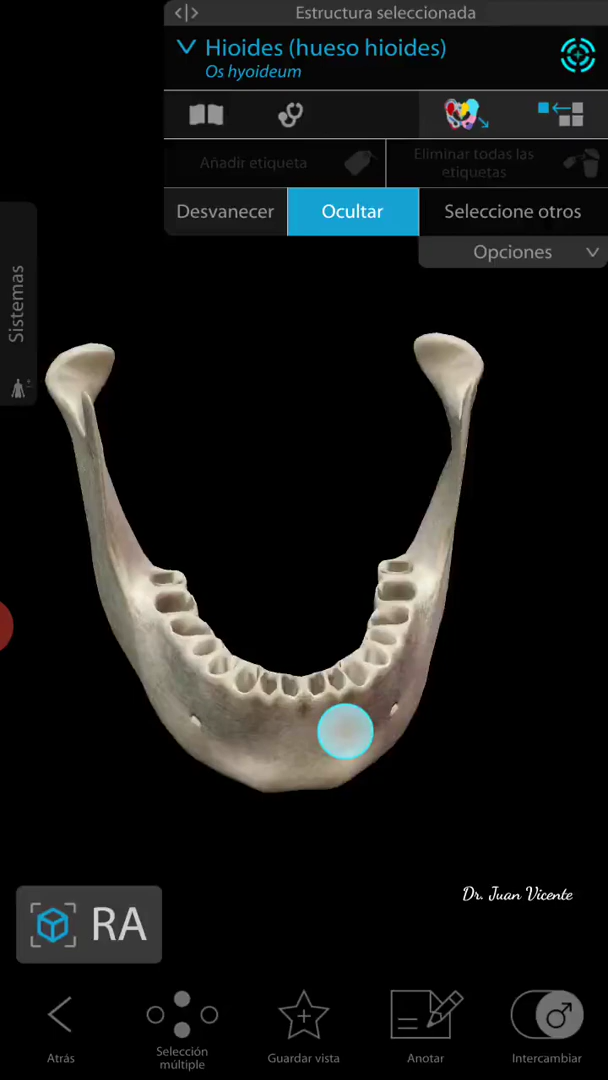 Estructura seleccionada
Hioides (hueso hioides)
Os hyoideum
Añadir etiqueta
Eliminar todas las
etiquetas
Desvanecer
Ocultar
Seleccione otros
Opciones
Sistemas
Dr. Juan Vicente
RA
Atrás
Selección
múltiple
Guardar vista
Anotar
Intercambiar